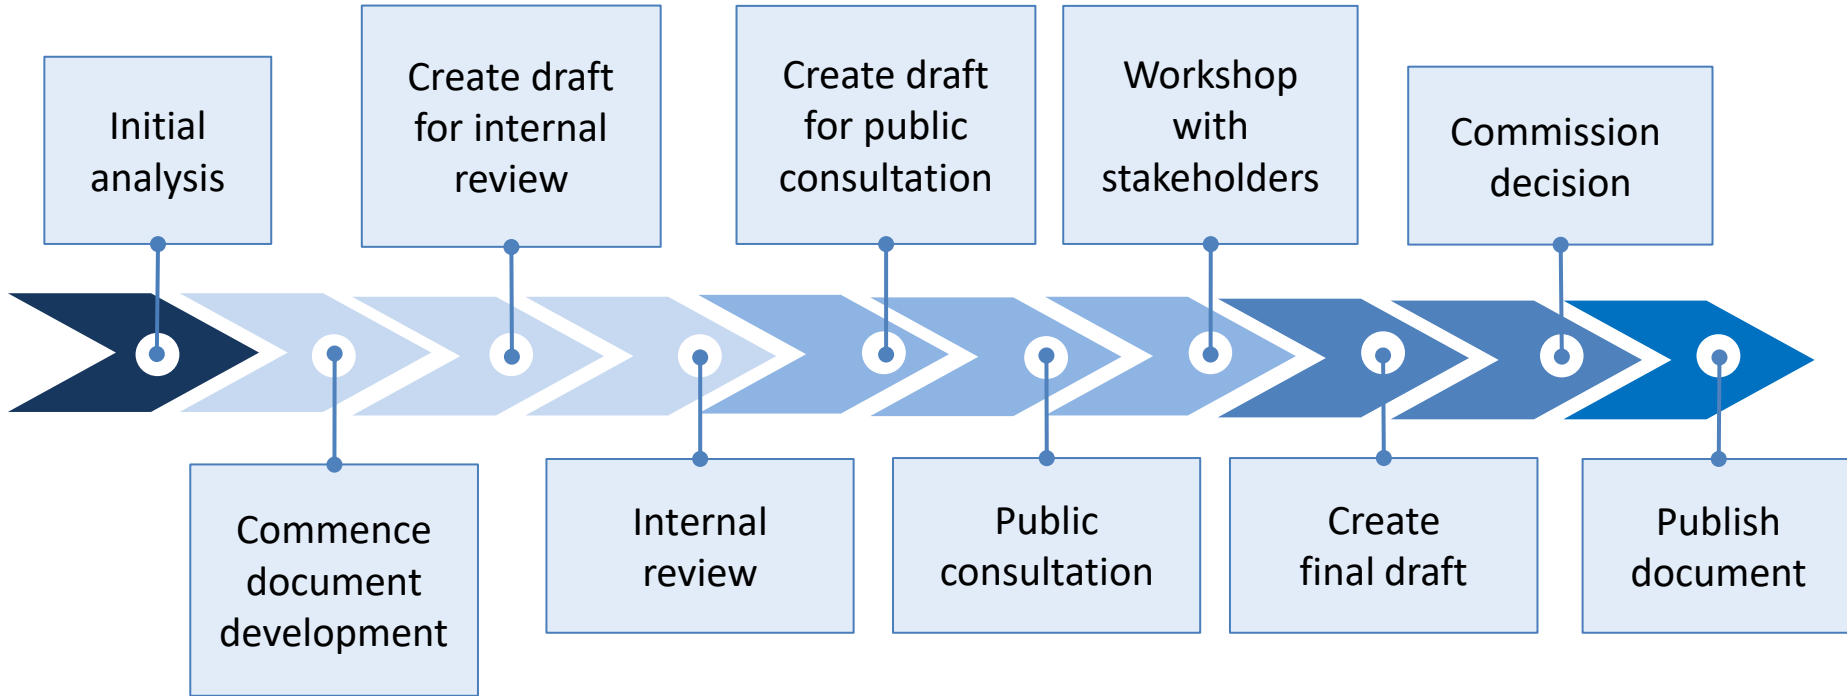 Initial
analysis
Commence
document
development
Create draft
for internal
review
Internal
review
Create draft
for public
consultation
Public
consultation
Workshop
with
stakeholders
Create
final draft
Commission
decision
Publish
document